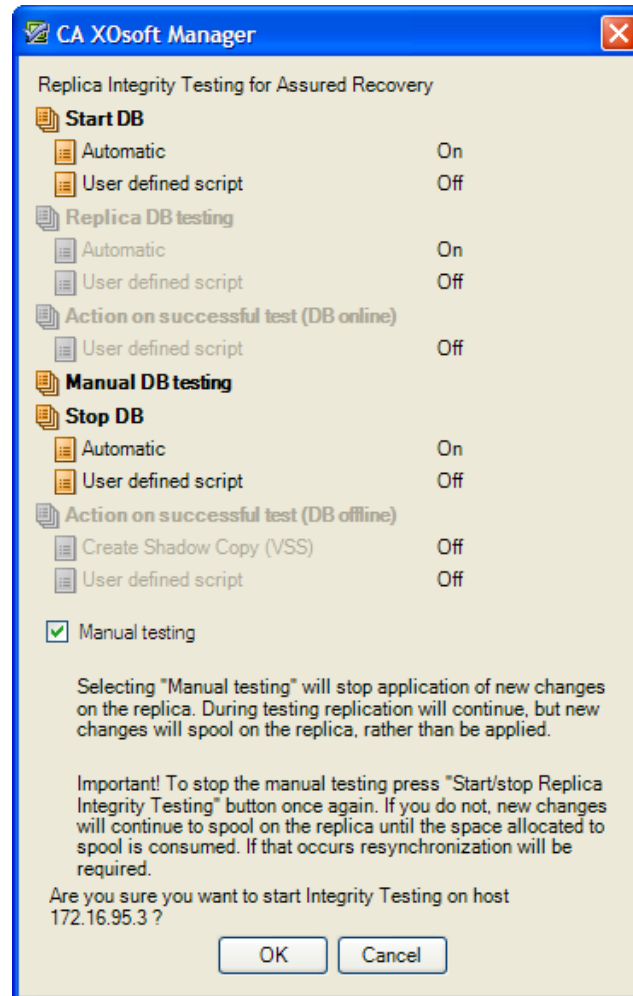 CA XOsoft Manager
Replica Integrity Testing for Assured Recovery
Start DB
Automatic On
User defined script Off
Replica DB testing
Automatic On
User defined script Off
Action on successful test (DB online)
User defined script Off
Manual DB testing
Stop DB
Automatic On
User defined script Off
Action on successful test (DB offline)
Create Shadow Copy (VSS) Off
User defined script Off
Manual testing
Selecting "Manual testing" will stop application of new changes
on the replica. During testing replication will continue, but new
changes will spool on the replica, rather than be applied.
Important! To stop the manual testing press "Start/stop Replica
Integrity Testing" button once again. If you do not, new changes
will continue to spool on the replica until the space allocated to
spool is consumed. If that occurs resynchronization will be
required.
Are you sure you want to start Integrity Testing on host
172.16.95.3 ?
OK Cancel